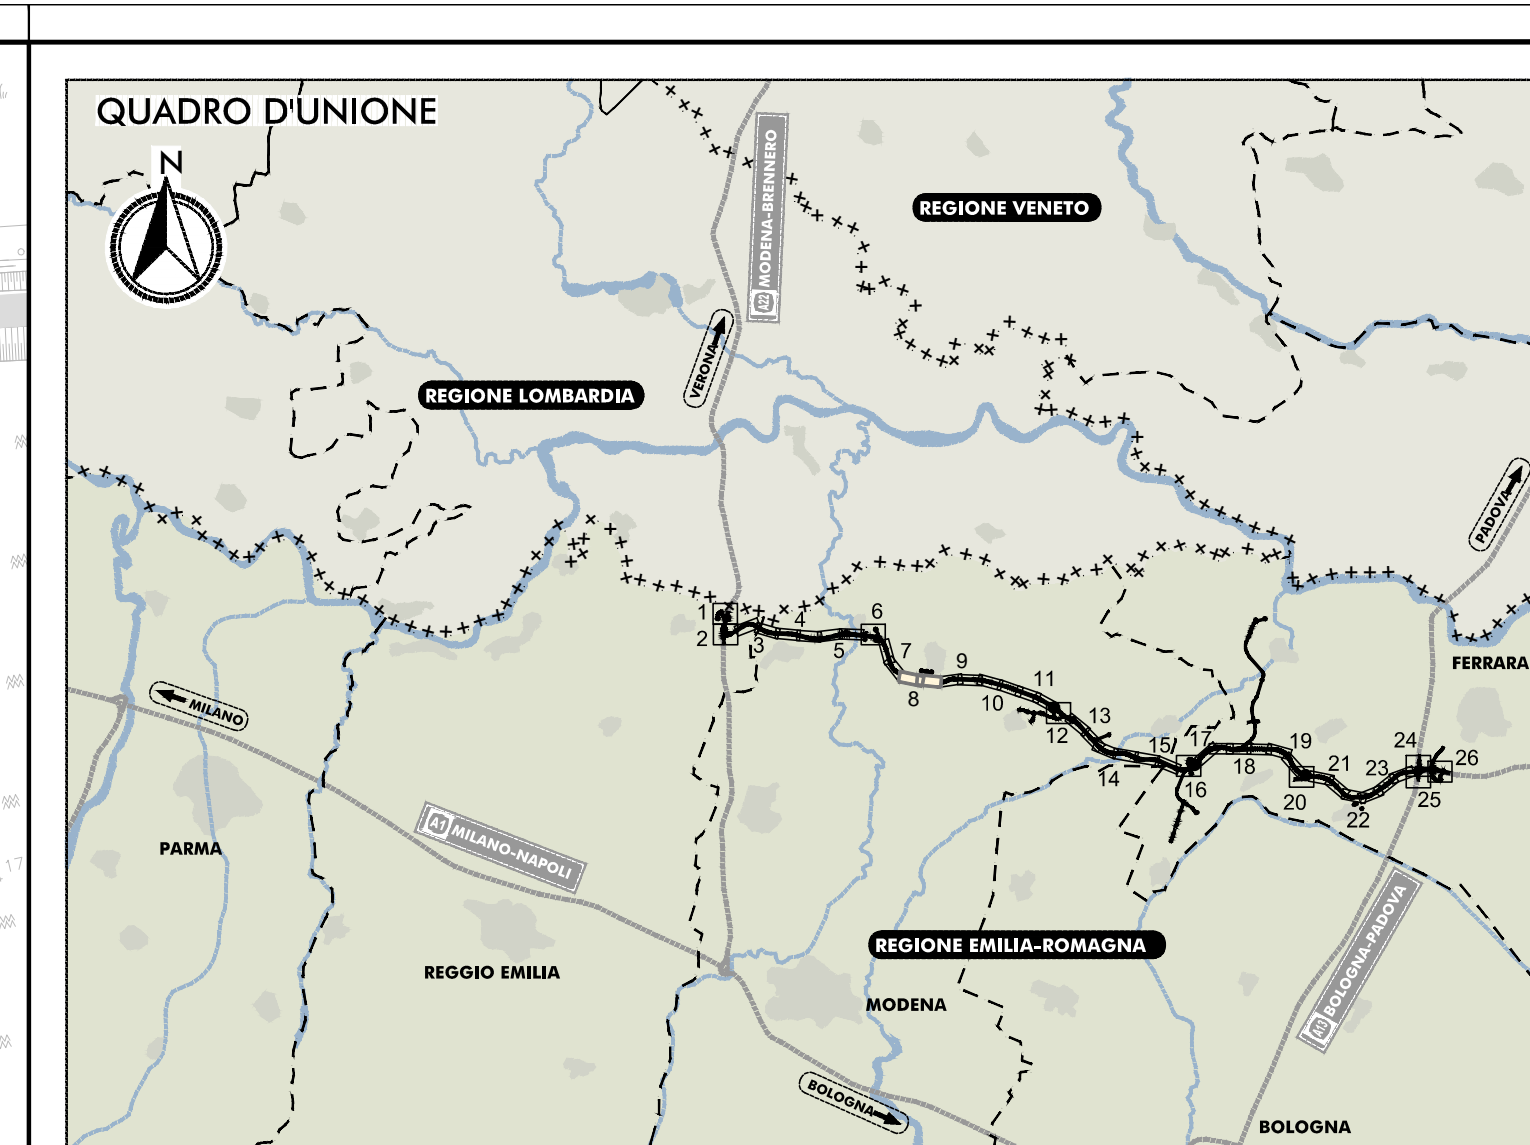 QUADRO D'UNIONE
N
A22 MODENA-BRENNERO
REGIONE VENETO
VERONA
REGIONE LOMBARDIA
PADOVA
1
2
3
4
5
6
7
8
9
10
11
12
13
14
15
16
17
18
19
20
21
22
23
24
25
26
FERRARA
MILANO
A1 MILANO-NAPOLI
PARMA
17
REGGIO EMILIA
REGIONE EMILIA-ROMAGNA
MODENA
A13 BOLOGNA-PADOVA
BOLOGNA
BOLOGNA